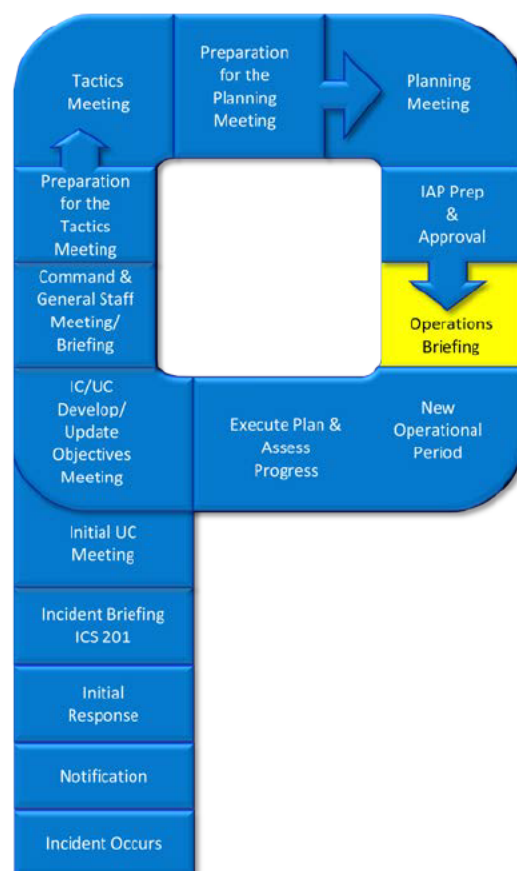 Tactics
Meeting
Preparation
for the
Planning
Meeting
Planning
Meeting
Preparation
for the
Tactics
Meeting
IAP Prep
&
Approval
Command &
General Staff
Meeting/
Briefing
Operations
Briefing
IC/UC
Develop/
Update
Objectives
Meeting
Execute Plan &
Assess
Progress
New
Operational
Period
Initial UC
Meeting
Incident Briefing
ICS 201
Initial
Response
Notification
Incident Occurs